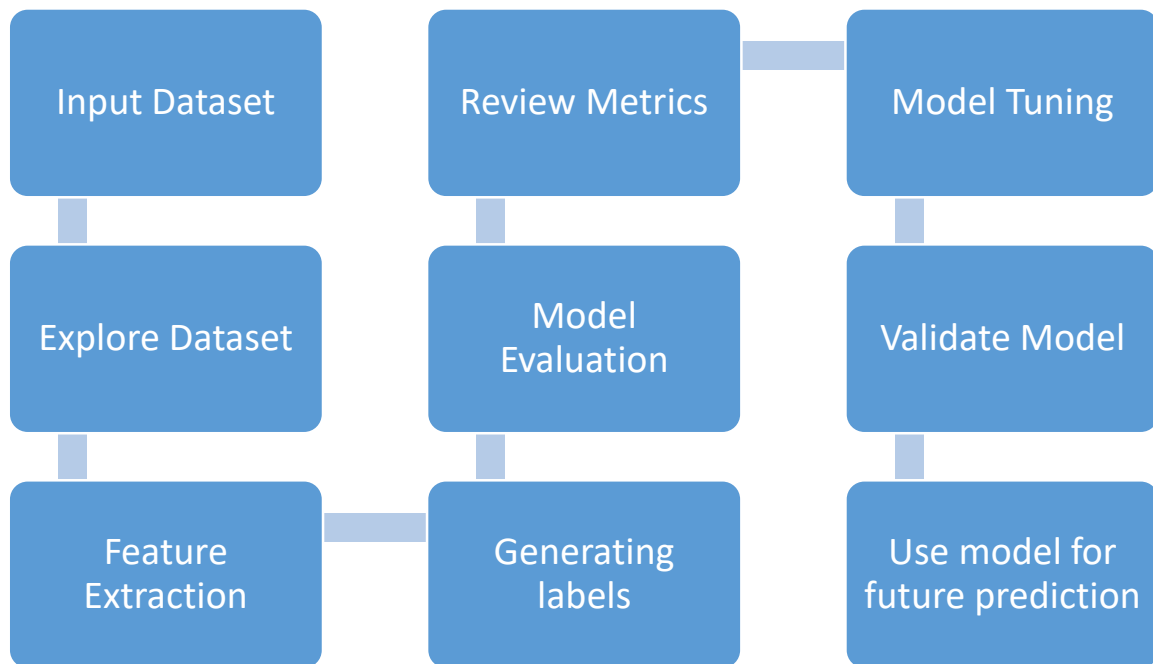 Input Dataset
Explore Dataset
Feature
Extraction
Generating
labels
Model
Evaluation
Review Metrics
Model Tuning
Validate Model
Use model for
future prediction